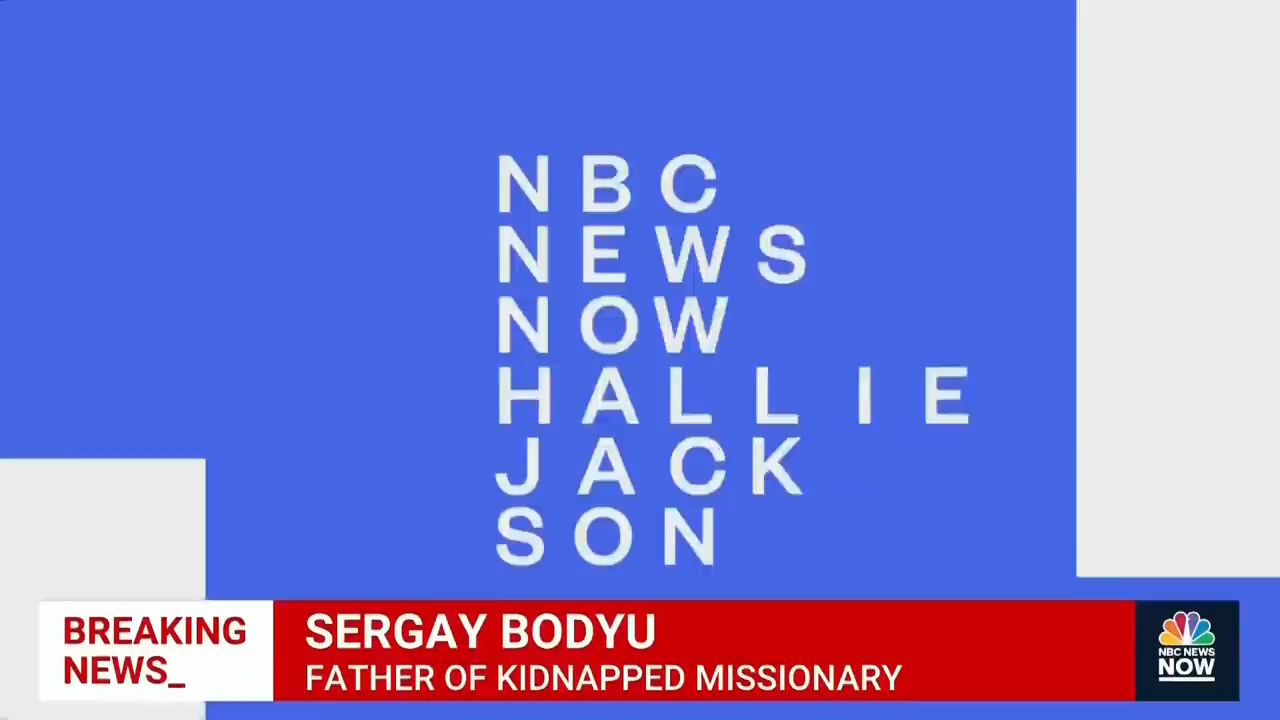 NBC
NEWS
NOW
HALLIE
JACK
SON
BREAKING
NEWS_
SERGAY BODYU
FATHER OF KIDNAPPED MISSIONARY
NBC NEWS
NOW